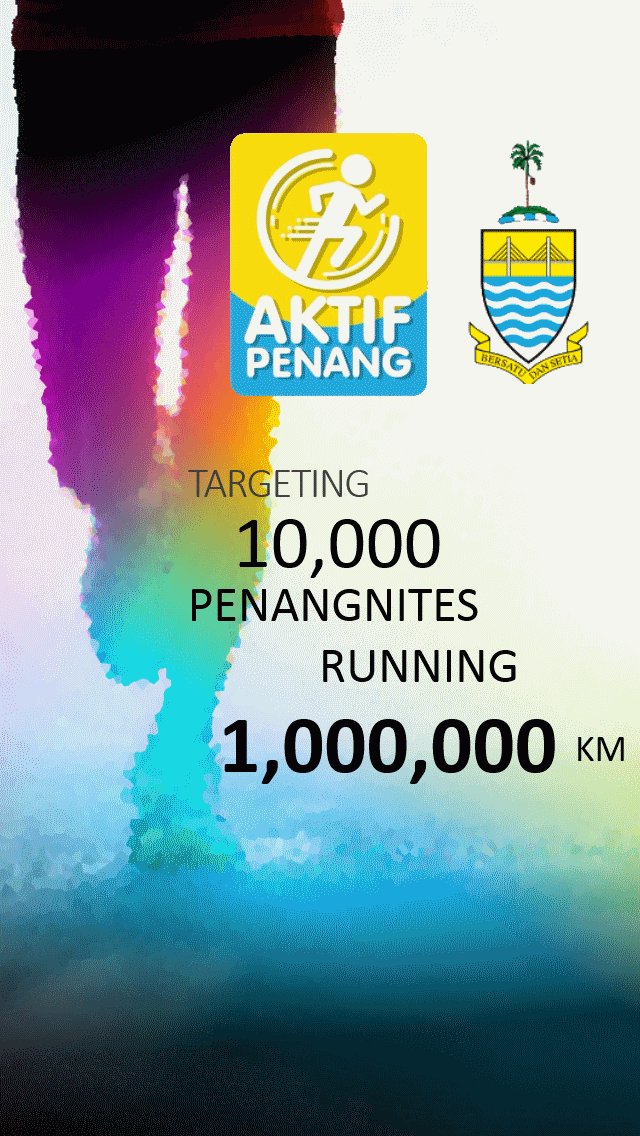 AKTIF
PENANG
BERSATU DAN SETIA
TARGETING
10,000
PENANGNITES
RUNNING
1,000,000 KM